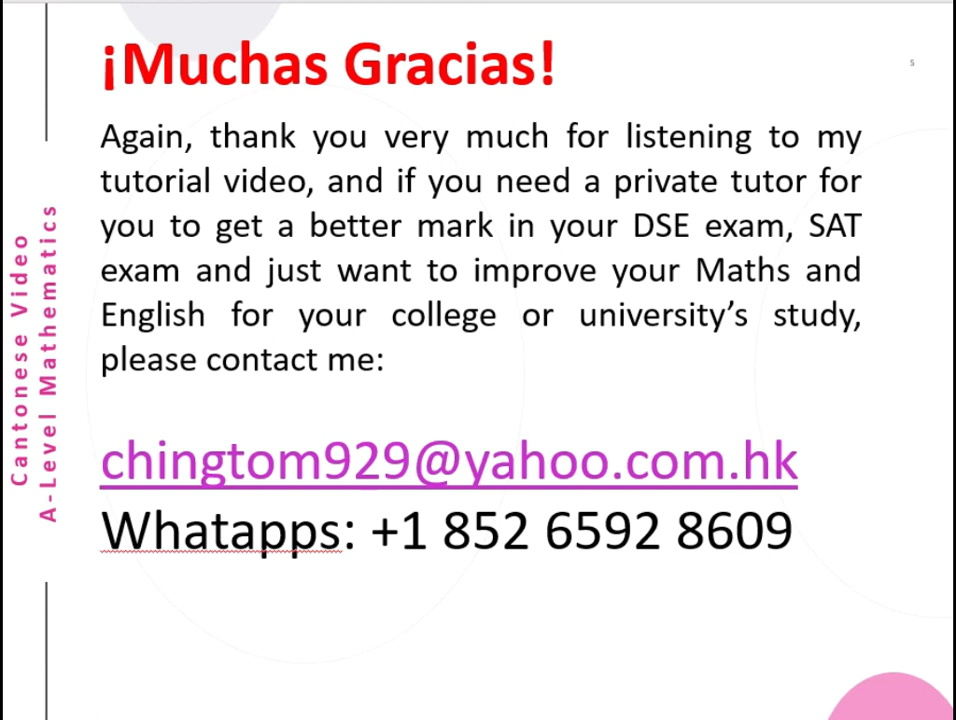 ¡Muchas Gracias!
5
Again, thank you very much for listening to my
tutorial video, and if you need a private tutor for
you to get a better mark in your DSE exam, SAT
exam and just want to improve your Maths and
English for your college or university’s study,
please contact me:
chingtom929@yahoo.com.hk
Whatapps: +1 852 6592 8609
Cantonese Video
A-Level Mathematics